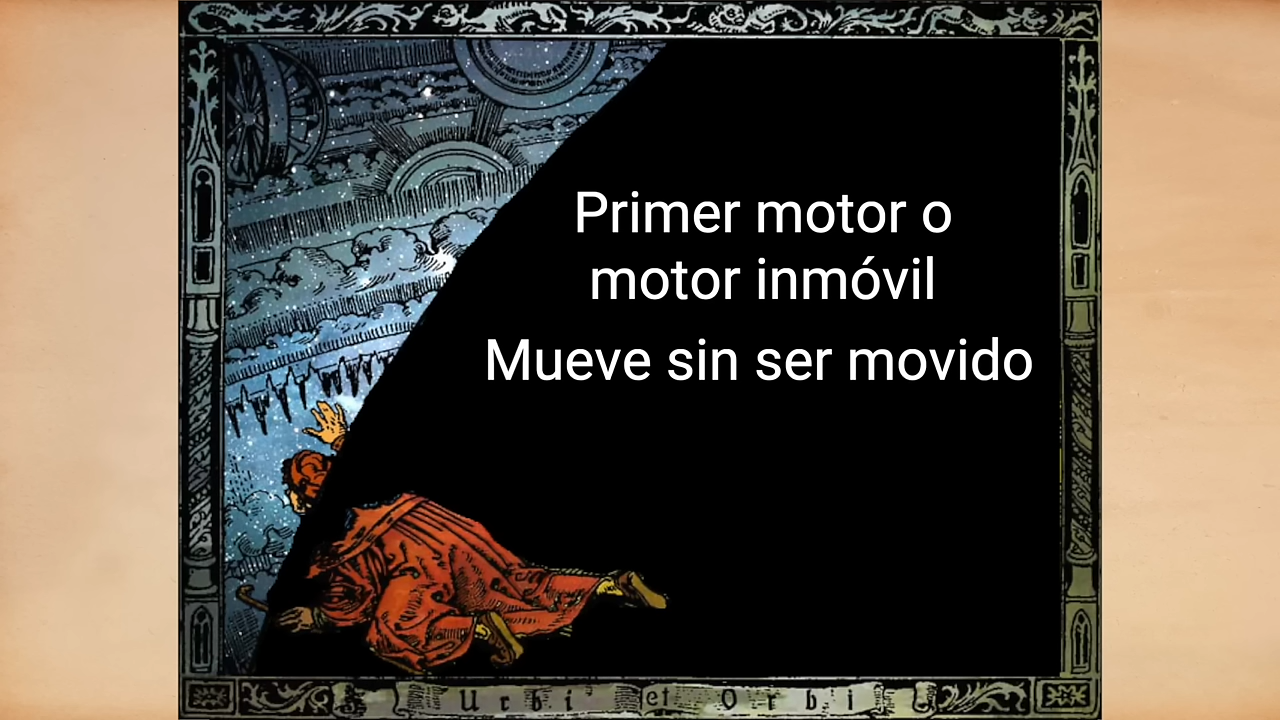 Primer motor o
motor inmóvil
Mueve sin ser movido
Urbi et Orbi